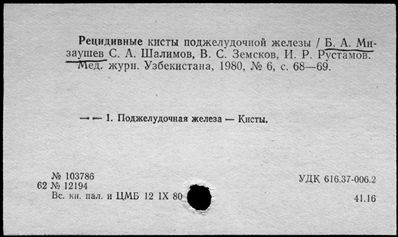 Рецидивные кисты поджелудочной железы / Б. А. Ми-
заушев С. А. Шалимов, В. С. Земсков, И. Р. Рустамов.
Мед. журн. Узбекистана, 1980, № 6, с. 68—69.
— — 1. Поджелудочная железа — Кисты.
№ 103786
62 № 12194
Вс. кн. пал. и ЦМБ 12 IX 80
УДК 616.37-006.2
41.16